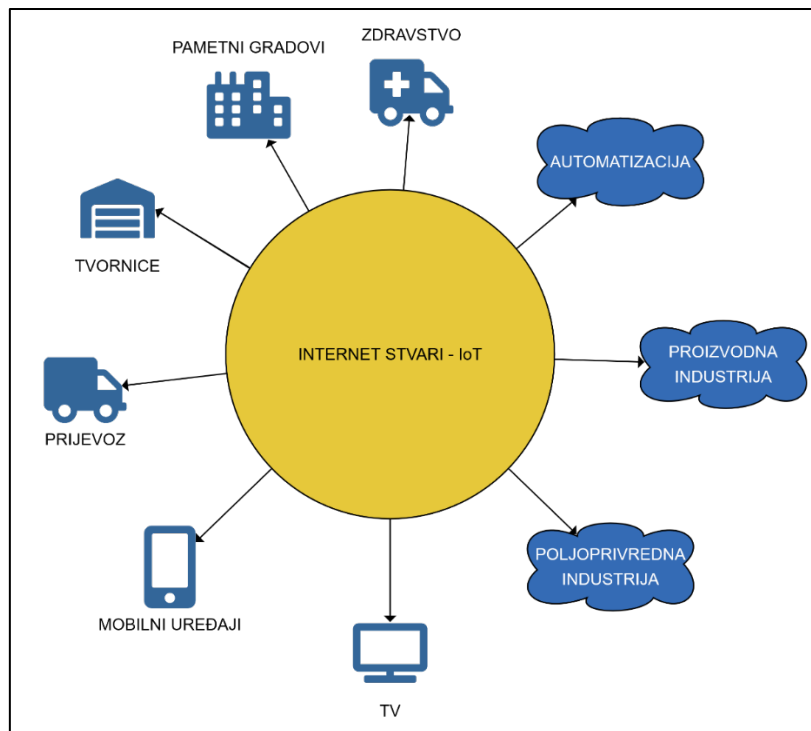 ZDRAVSTVO
PAMETNI GRADOVI
AUTOMATIZACIJA
TVORNICE
INTERNET STVARI - IoT
PROIZVODNA
INDUSTRIJA
PRIJEVOZ
POLJOPRIVREDNA
INDUSTRIJA
MOBILNI UREĐAJI
TV